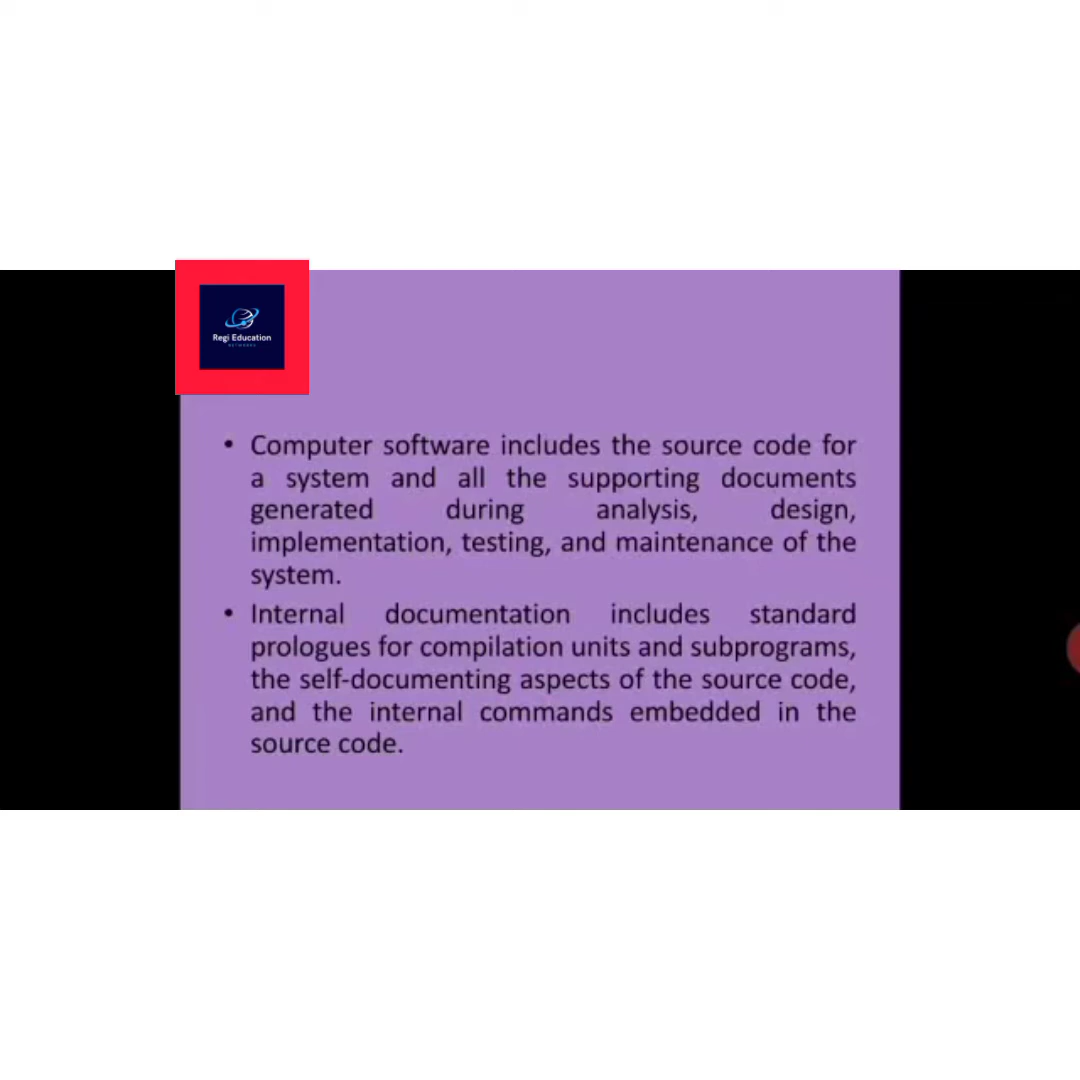 Regi Education
NETWORKS
• Computer software includes the source code for
a system and all the supporting documents
generated during analysis, design,
implementation, testing, and maintenance of the
system.
• Internal documentation includes standard
prologues for compilation units and subprograms,
the self-documenting aspects of the source code,
and the internal commands embedded in the
source code.